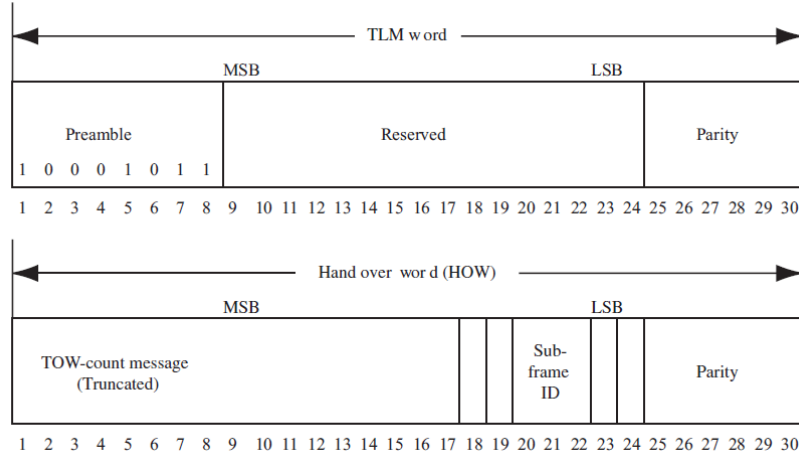 TLM word
MSB LSB
Preamble Reserved Parity
1 0 0 0 1 0 1 1
1 2 3 4 5 6 7 8 9 10 11 12 13 14 15 16 17 18 19 20 21 22 23 24 25 26 27 28 29 30
Hand over word (HOW)
MSB LSB
TOW-count message
(Truncated)
Sub-
frame
ID
Parity
1 2 3 4 5 6 7 8 9 10 11 12 13 14 15 16 17 18 19 20 21 22 23 24 25 26 27 28 29 30